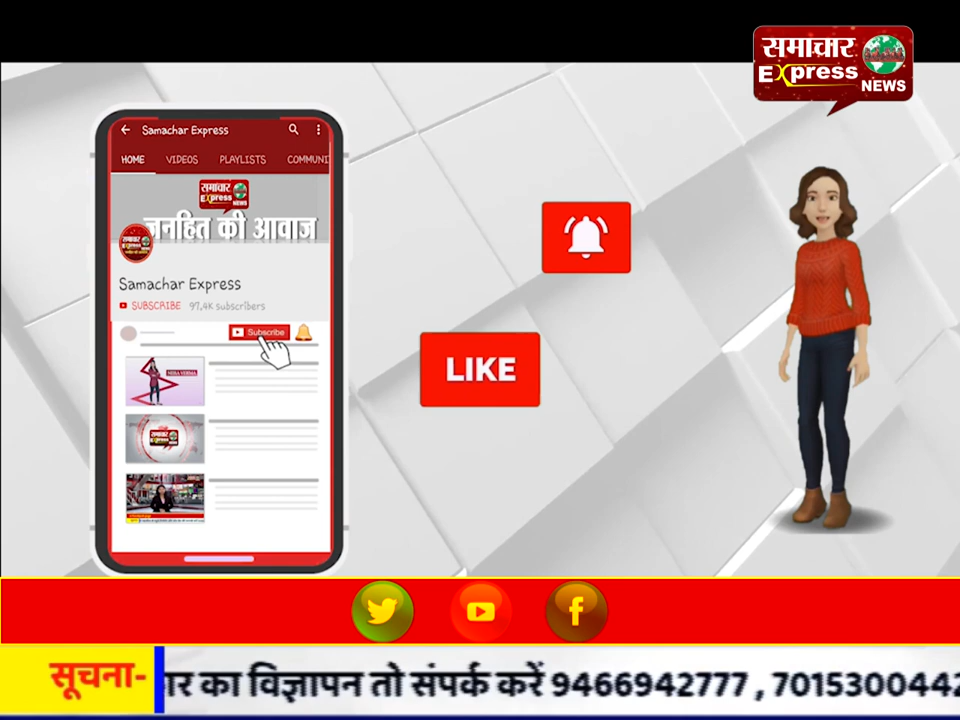 समाचार
Express
NEWS
Samachar Express
HOME VIDEOS PLAYLISTS COMMUNI
समाचार
Express
NEWS
जनहित की आवाज
Samachar Express
SUBSCRIBE 97.4K subscribers
Subscribe
LIKE
सूचना- ार का विज्ञापन तो संपर्क करें 9466942777 , 7015300442